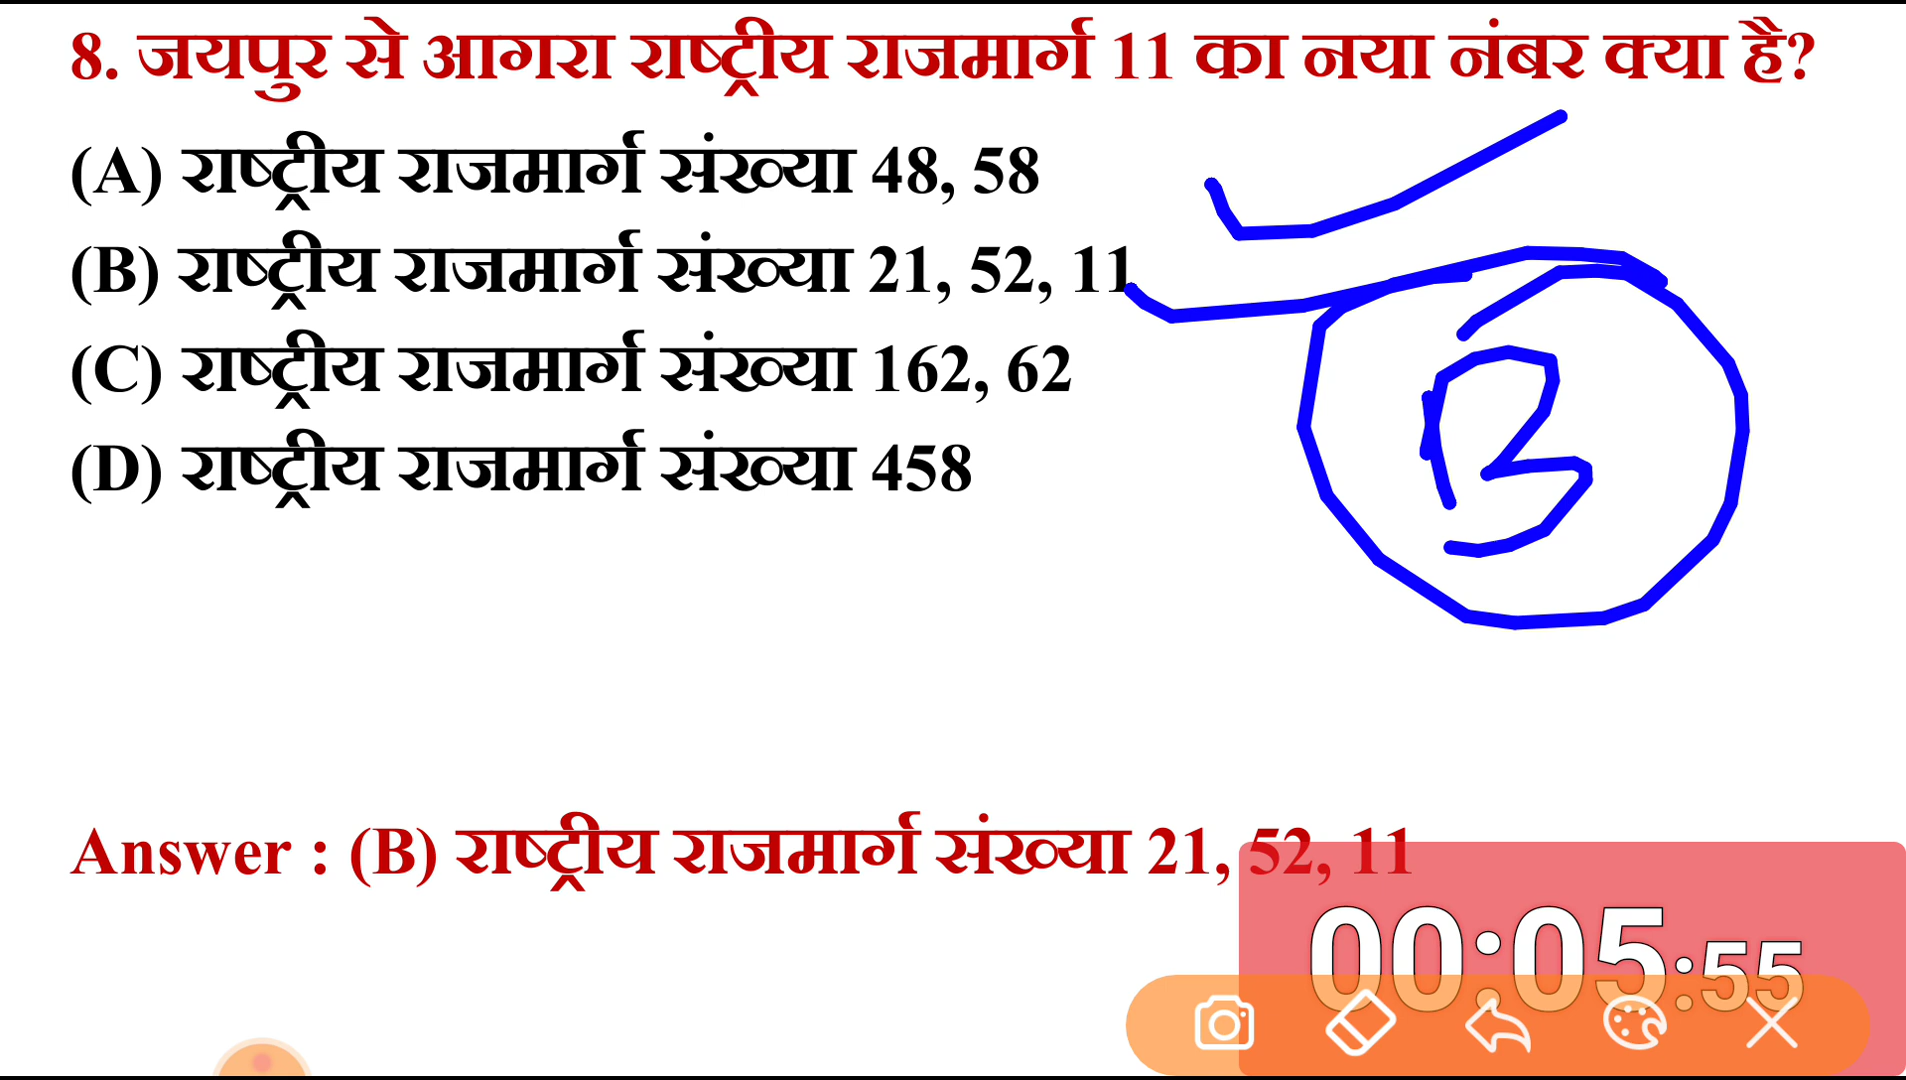 8. जयपुर से आगरा राष्ट्रीय राजमार्ग 11 का नया नंबर क्या है?
(A) राष्ट्रीय राजमार्ग संख्या 48, 58
(B) राष्ट्रीय राजमार्ग संख्या 21, 52, 11
(C) राष्ट्रीय राजमार्ग संख्या 162, 62
(D) राष्ट्रीय राजमार्ग संख्या 458
B
Answer : (B) राष्ट्रीय राजमार्ग संख्या 21, 52, 11
00:05:55